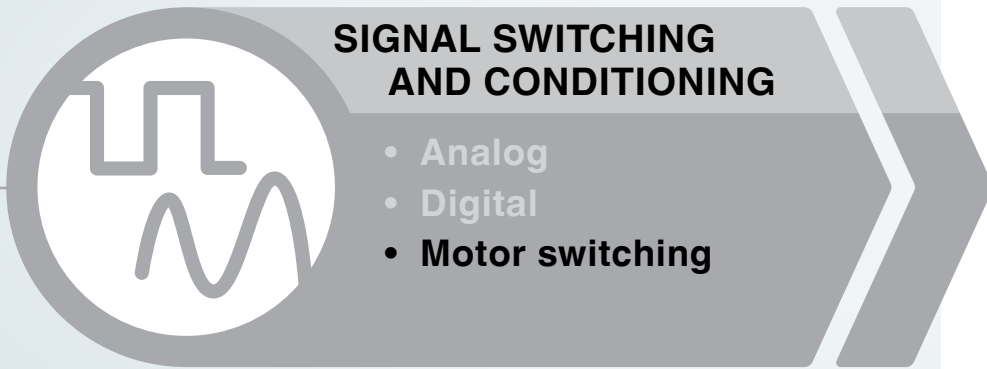 SIGNAL SWITCHING
AND CONDITIONING
• Analog
• Digital
• Motor switching